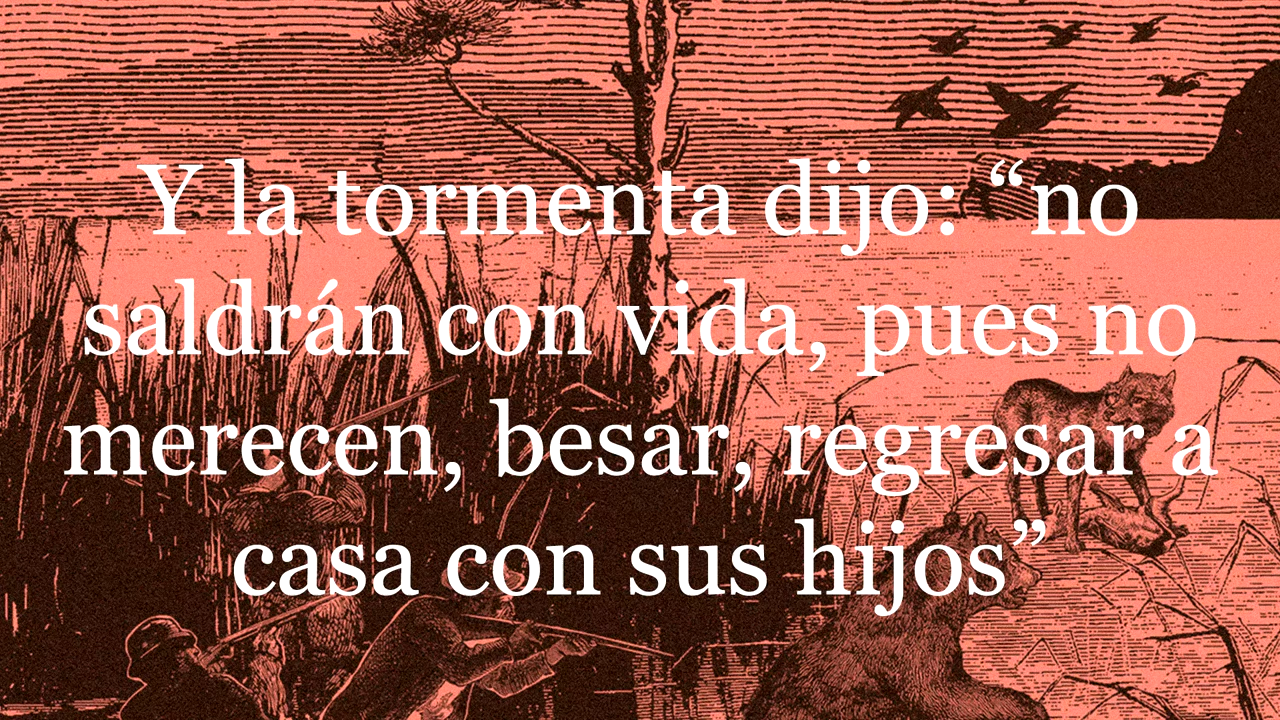 Y la tormenta dijo: “no
saldrán con vida, pues no
merecen, besar, regresar a
casa con sus hijos”